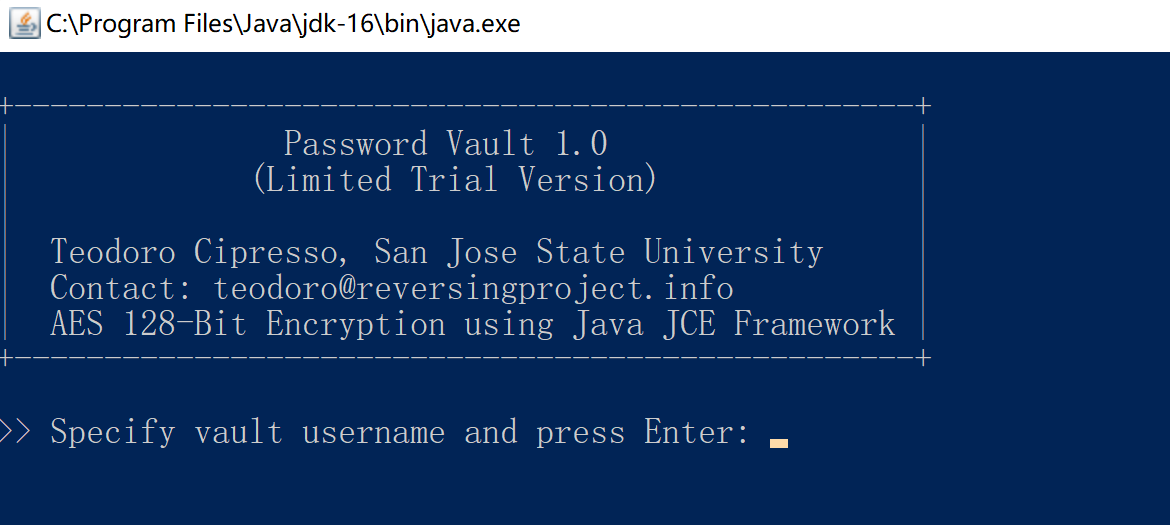 C:\Program Files\Java\jdk-16\bin\java.exe
+--------------------------------------------------+
Password Vault 1.0
(Limited Trial Version)
Teodoro Cipresso, San Jose State University
Contact: teodoro@reversingproject.info
AES 128-Bit Encryption using Java JCE Framework
+--------------------------------------------------+
>> Specify vault username and press Enter: